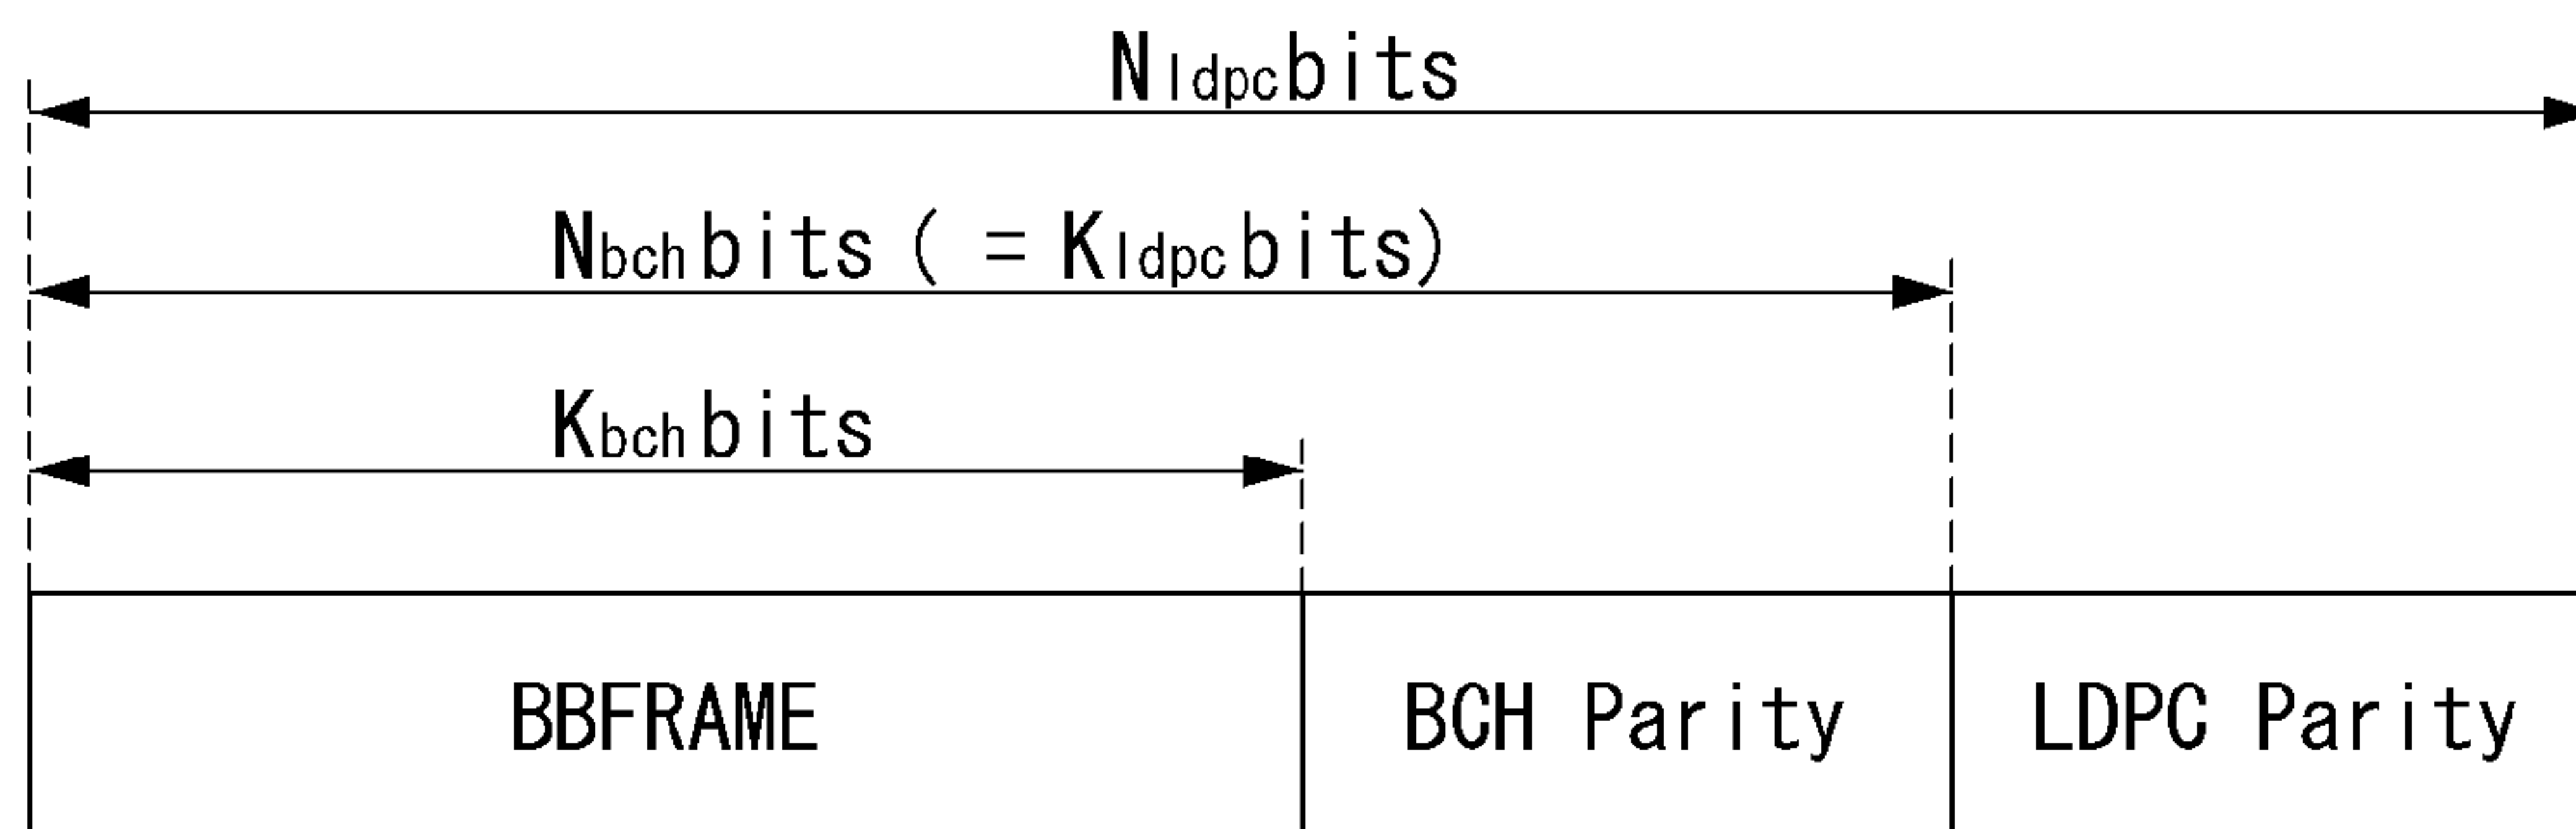 Nldpcbits
Nbchbits ( = Kldpcbits)
Kbchbits
BBFRAME BCH Parity LDPC Parity